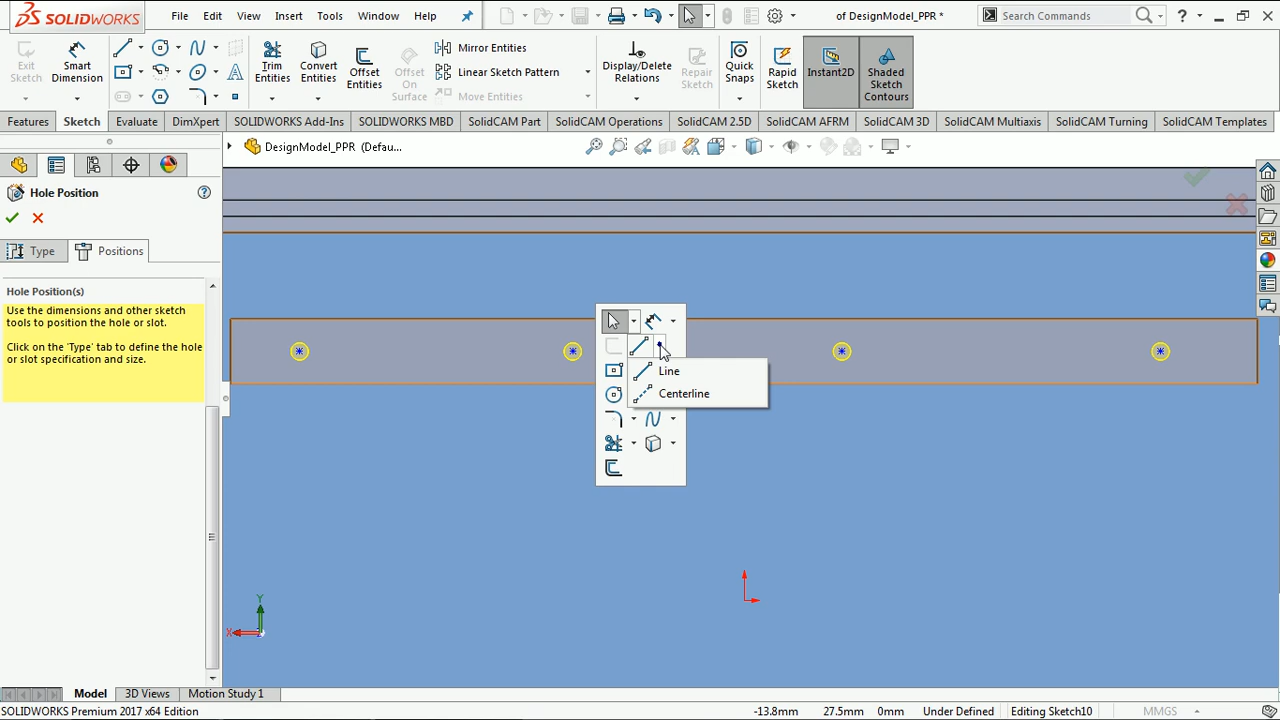 SOLIDWORKS
File
Edit
View
Insert
Tools
Window
Help
of DesignModel_PPR *
Search Commands
Exit Sketch
Smart Dimension
Trim Entities
Convert Entities
Offset Entities
Offset On Surface
Mirror Entities
Linear Sketch Pattern
Move Entities
Display/Delete Relations
Repair Sketch
Quick Snaps
Rapid Sketch
Instant2D
Shaded Sketch Contours
Features
Sketch
Evaluate
DimXpert
SOLIDWORKS Add-Ins
SOLIDWORKS MBD
SolidCAM Part
SolidCAM Operations
SolidCAM 2.5D
SolidCAM AFRM
SolidCAM 3D
SolidCAM Multiaxis
SolidCAM Turning
SolidCAM Templates
DesignModel_PPR (Defau...
Hole Position
Type
Positions
Hole Position(s)
Use the dimensions and other sketch
tools to position the hole or slot.
Click on the 'Type' tab to define the hole
or slot specification and size.
Line
Centerline
Y
X
Model
3D Views
Motion Study 1
SOLIDWORKS Premium 2017 x64 Edition
-13.8mm
27.5mm
0mm
Under Defined
Editing Sketch10
MMGS